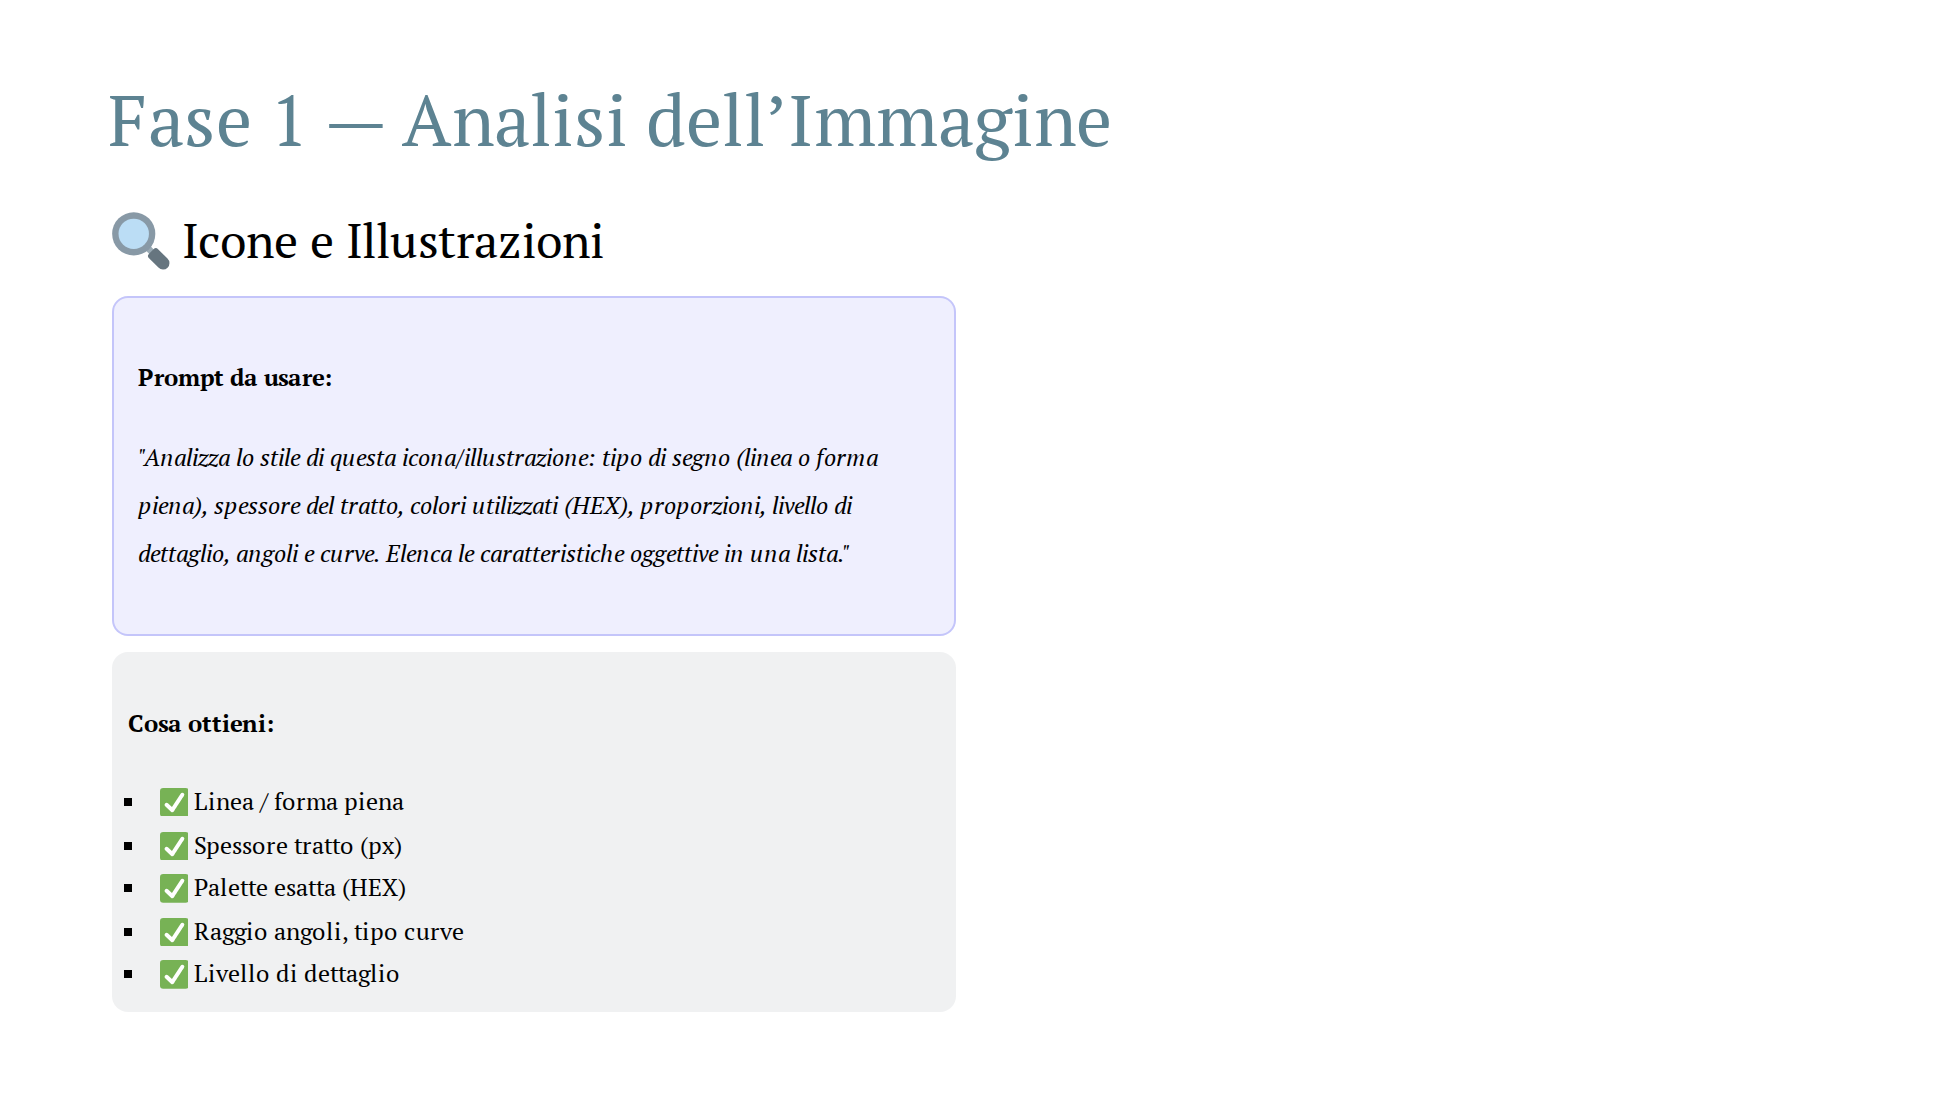 Fase 1 — Analisi dell’Immagine
🔍 Icone e Illustrazioni
Prompt da usare:
"Analizza lo stile di questa icona/illustrazione: tipo di segno (linea o forma
piena), spessore del tratto, colori utilizzati (HEX), proporzioni, livello di
dettaglio, angoli e curve. Elenca le caratteristiche oggettive in una lista."
Cosa ottieni:
▪ ✅ Linea / forma piena
▪ ✅ Spessore tratto (px)
▪ ✅ Palette esatta (HEX)
▪ ✅ Raggio angoli, tipo curve
▪ ✅ Livello di dettaglio